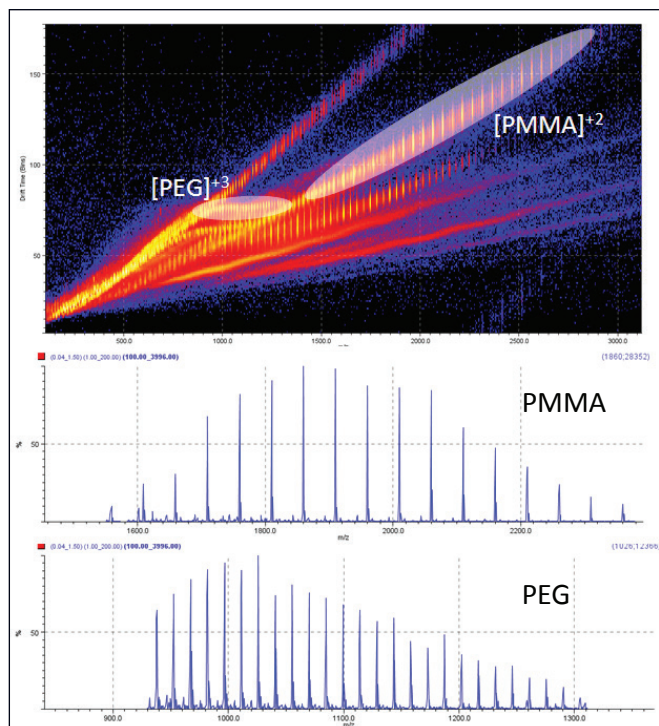 150
[PMMA]+2
100
[PEG]+3
Drift Time (Bins)
50
500.0 1000.0 1500.0 2000.0 2500.0 3000.0
(0.04_1.50) (1.00_200.00) (100.00_3996.00) (1860;28352)
PMMA
50
%
1600.0 1800.0 2000.0 2200.0
m/z
(0.04_1.50) (1.00_200.00) (100.00_3996.00) (1026;12366)
PEG
50
%
900.0 1000.0 1100.0 1200.0 1300.0